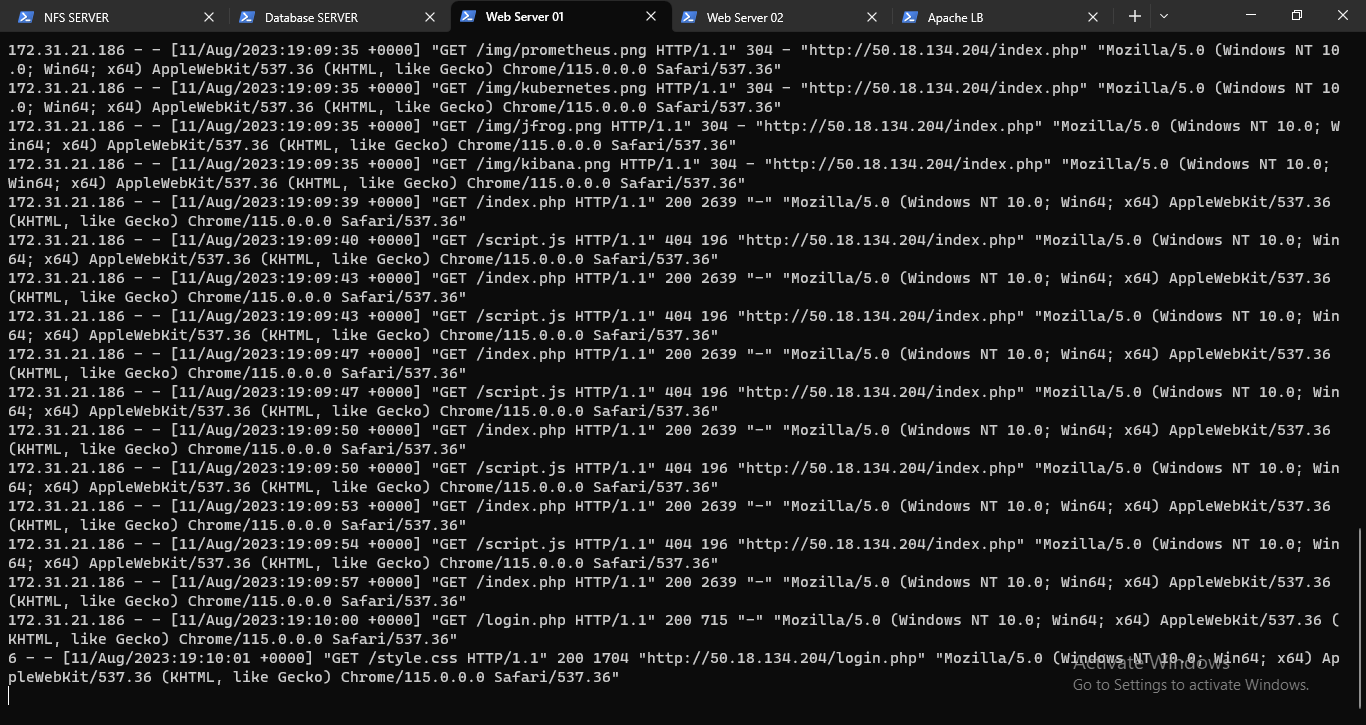 NFS SERVER
Database SERVER
Web Server 01
Web Server 02
Apache LB
172.31.21.186 - - [11/Aug/2023:19:09:35 +0000] "GET /img/prometheus.png HTTP/1.1" 304 - "http://50.18.134.204/index.php" "Mozilla/5.0 (Windows NT 10
.0; Win64; x64) AppleWebKit/537.36 (KHTML, like Gecko) Chrome/115.0.0.0 Safari/537.36"
172.31.21.186 - - [11/Aug/2023:19:09:35 +0000] "GET /img/kubernetes.png HTTP/1.1" 304 - "http://50.18.134.204/index.php" "Mozilla/5.0 (Windows NT 10
.0; Win64; x64) AppleWebKit/537.36 (KHTML, like Gecko) Chrome/115.0.0.0 Safari/537.36"
172.31.21.186 - - [11/Aug/2023:19:09:35 +0000] "GET /img/jfrog.png HTTP/1.1" 304 - "http://50.18.134.204/index.php" "Mozilla/5.0 (Windows NT 10.0; W
in64; x64) AppleWebKit/537.36 (KHTML, like Gecko) Chrome/115.0.0.0 Safari/537.36"
172.31.21.186 - - [11/Aug/2023:19:09:35 +0000] "GET /img/kibana.png HTTP/1.1" 304 - "http://50.18.134.204/index.php" "Mozilla/5.0 (Windows NT 10.0;
Win64; x64) AppleWebKit/537.36 (KHTML, like Gecko) Chrome/115.0.0.0 Safari/537.36"
172.31.21.186 - - [11/Aug/2023:19:09:39 +0000] "GET /index.php HTTP/1.1" 200 2639 "-" "Mozilla/5.0 (Windows NT 10.0; Win64; x64) AppleWebKit/537.36
(KHTML, like Gecko) Chrome/115.0.0.0 Safari/537.36"
172.31.21.186 - - [11/Aug/2023:19:09:40 +0000] "GET /script.js HTTP/1.1" 404 196 "http://50.18.134.204/index.php" "Mozilla/5.0 (Windows NT 10.0; Win
64; x64) AppleWebKit/537.36 (KHTML, like Gecko) Chrome/115.0.0.0 Safari/537.36"
172.31.21.186 - - [11/Aug/2023:19:09:43 +0000] "GET /index.php HTTP/1.1" 200 2639 "-" "Mozilla/5.0 (Windows NT 10.0; Win64; x64) AppleWebKit/537.36
(KHTML, like Gecko) Chrome/115.0.0.0 Safari/537.36"
172.31.21.186 - - [11/Aug/2023:19:09:43 +0000] "GET /script.js HTTP/1.1" 404 196 "http://50.18.134.204/index.php" "Mozilla/5.0 (Windows NT 10.0; Win
64; x64) AppleWebKit/537.36 (KHTML, like Gecko) Chrome/115.0.0.0 Safari/537.36"
172.31.21.186 - - [11/Aug/2023:19:09:47 +0000] "GET /index.php HTTP/1.1" 200 2639 "-" "Mozilla/5.0 (Windows NT 10.0; Win64; x64) AppleWebKit/537.36
(KHTML, like Gecko) Chrome/115.0.0.0 Safari/537.36"
172.31.21.186 - - [11/Aug/2023:19:09:47 +0000] "GET /script.js HTTP/1.1" 404 196 "http://50.18.134.204/index.php" "Mozilla/5.0 (Windows NT 10.0; Win
64; x64) AppleWebKit/537.36 (KHTML, like Gecko) Chrome/115.0.0.0 Safari/537.36"
172.31.21.186 - - [11/Aug/2023:19:09:50 +0000] "GET /index.php HTTP/1.1" 200 2639 "-" "Mozilla/5.0 (Windows NT 10.0; Win64; x64) AppleWebKit/537.36
(KHTML, like Gecko) Chrome/115.0.0.0 Safari/537.36"
172.31.21.186 - - [11/Aug/2023:19:09:50 +0000] "GET /script.js HTTP/1.1" 404 196 "http://50.18.134.204/index.php" "Mozilla/5.0 (Windows NT 10.0; Win
64; x64) AppleWebKit/537.36 (KHTML, like Gecko) Chrome/115.0.0.0 Safari/537.36"
172.31.21.186 - - [11/Aug/2023:19:09:53 +0000] "GET /index.php HTTP/1.1" 200 2639 "-" "Mozilla/5.0 (Windows NT 10.0; Win64; x64) AppleWebKit/537.36
(KHTML, like Gecko) Chrome/115.0.0.0 Safari/537.36"
172.31.21.186 - - [11/Aug/2023:19:09:54 +0000] "GET /script.js HTTP/1.1" 404 196 "http://50.18.134.204/index.php" "Mozilla/5.0 (Windows NT 10.0; Win
64; x64) AppleWebKit/537.36 (KHTML, like Gecko) Chrome/115.0.0.0 Safari/537.36"
172.31.21.186 - - [11/Aug/2023:19:09:57 +0000] "GET /index.php HTTP/1.1" 200 2639 "-" "Mozilla/5.0 (Windows NT 10.0; Win64; x64) AppleWebKit/537.36
(KHTML, like Gecko) Chrome/115.0.0.0 Safari/537.36"
172.31.21.186 - - [11/Aug/2023:19:10:00 +0000] "GET /login.php HTTP/1.1" 200 715 "-" "Mozilla/5.0 (Windows NT 10.0; Win64; x64) AppleWebKit/537.36 (
KHTML, like Gecko) Chrome/115.0.0.0 Safari/537.36"
6 - - [11/Aug/2023:19:10:01 +0000] "GET /style.css HTTP/1.1" 200 1704 "http://50.18.134.204/login.php" "Mozilla/5.0 (Windows NT 10.0; Win64; x64) Ap
pleWebKit/537.36 (KHTML, like Gecko) Chrome/115.0.0.0 Safari/537.36"
Activate Windows
Go to Settings to activate Windows.